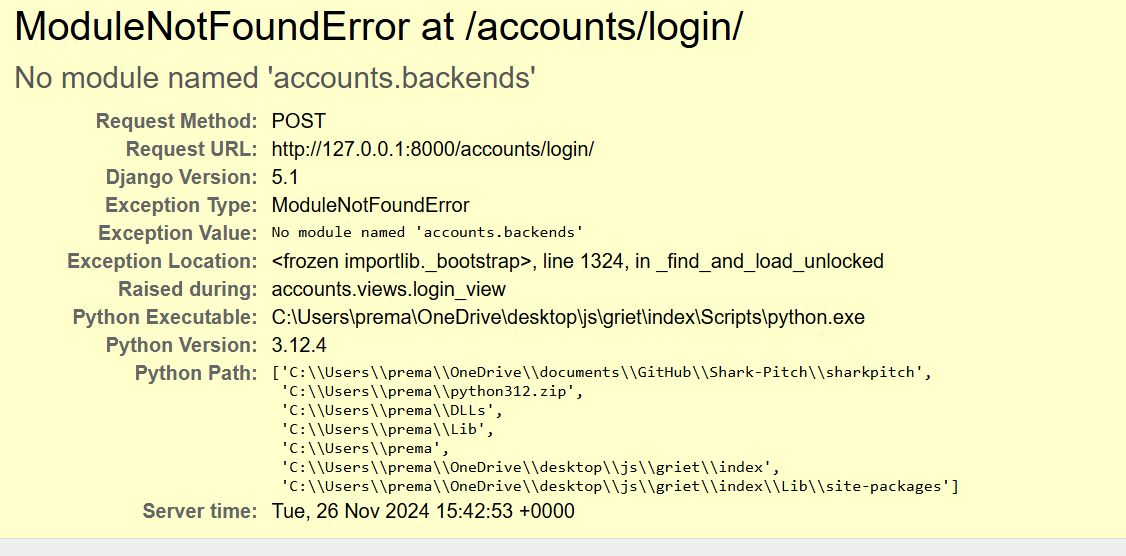 ModuleNotFoundError at /accounts/login/
No module named 'accounts.backends'
Request Method: POST
Request URL: http://127.0.0.1:8000/accounts/login/
Django Version: 5.1
Exception Type: ModuleNotFoundError
Exception Value: No module named 'accounts.backends'
Exception Location: <frozen importlib._bootstrap>, line 1324, in _find_and_load_unlocked
Raised during: accounts.views.login_view
Python Executable: C:\Users\prema\OneDrive\desktop\js\griet\index\Scripts\python.exe
Python Version: 3.12.4
Python Path: ['C:\\Users\\prema\\OneDrive\\documents\\GitHub\\Shark-Pitch\\sharkpitch',
'C:\\Users\\prema\\python312.zip',
'C:\\Users\\prema\\DLLs',
'C:\\Users\\prema\\Lib',
'C:\\Users\\prema',
'C:\\Users\\prema\\OneDrive\\desktop\\js\\griet\\index',
'C:\\Users\\prema\\OneDrive\\desktop\\js\\griet\\index\\Lib\\site-packages']
Server time: Tue, 26 Nov 2024 15:42:53 +0000